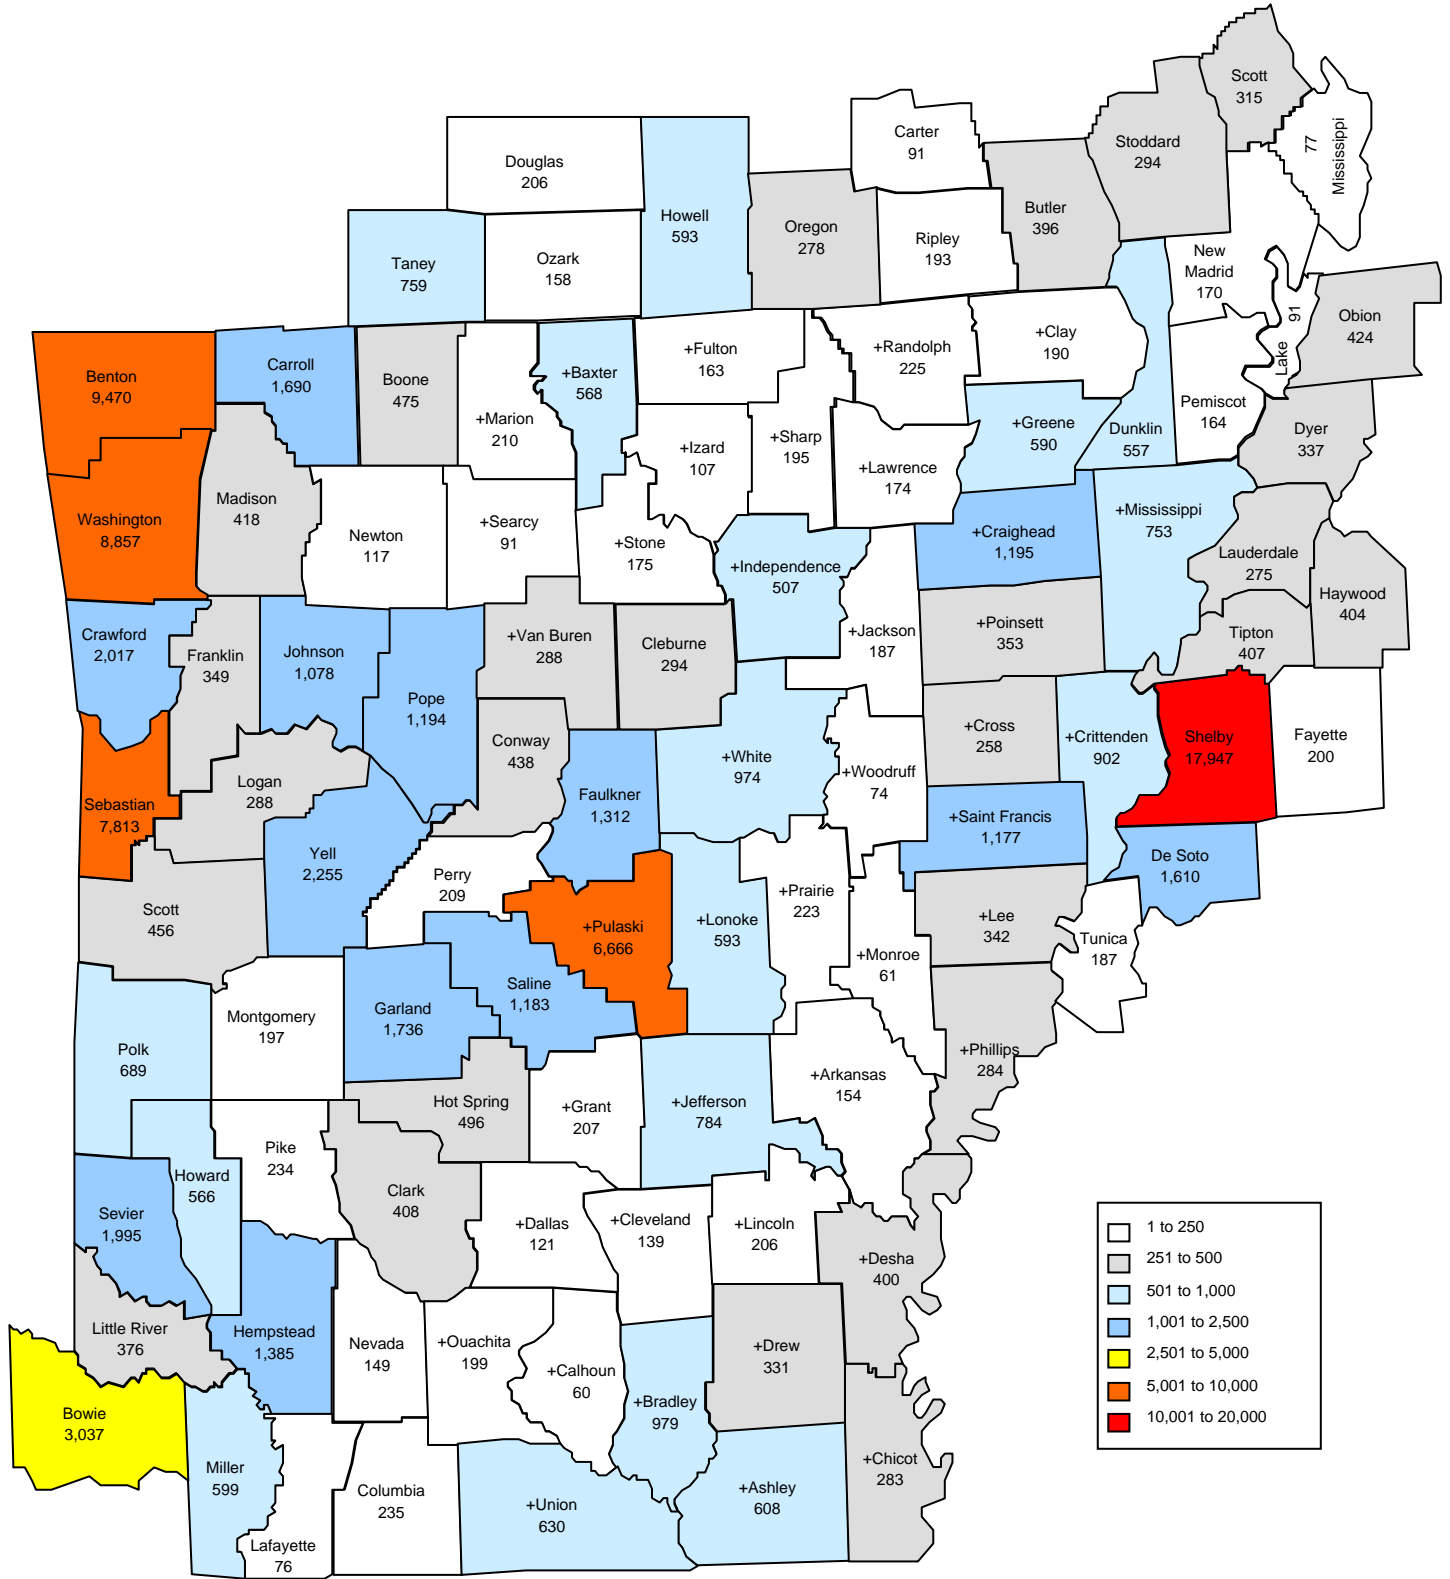 Scott
315
77
Mississippi
Stoddard
294
Carter
91
Douglas
206
Howell
593
Oregon
278
Ripley
193
Butler
396
Taney
759
Ozark
158
New
Madrid
170
Lake
91
Obion
424
Benton
9,470
Carroll
1,690
Boone
475
+Marion
210
+Baxter
568
+Fulton
163
+Randolph
225
+Clay
190
Pemiscot
164
Dunklin
557
Dyer
337
+Izard
107
+Sharp
195
+Lawrence
174
+Greene
590
Washington
8,857
Madison
418
Newton
117
+Searcy
91
+Stone
175
+Independence
507
+Craighead
1,195
+Mississippi
753
Lauderdale
275
Haywood
404
Crawford
2,017
Franklin
349
Johnson
1,078
Pope
1,194
+Van Buren
288
Cleburne
294
+Jackson
187
+Poinsett
353
Tipton
407
Sebastian
7,813
Logan
288
Conway
438
Faulkner
1,312
+White
974
+Woodruff
74
+Cross
258
+Crittenden
902
Shelby
17,947
Fayette
200
Yell
2,255
Perry
209
+Saint Francis
1,177
De Soto
1,610
Scott
456
+Pulaski
6,666
+Lonoke
593
+Prairie
223
+Monroe
61
+Lee
342
Tunica
187
Montgomery
197
Garland
1,736
Saline
1,183
Polk
689
Hot Spring
496
+Grant
207
+Jefferson
784
+Arkansas
154
+Phillips
284
Howard
566
Pike
234
Clark
408
Sevier
1,995
+Dallas
121
+Cleveland
139
+Lincoln
206
+Desha
400
Little River
376
Hempstead
1,385
Nevada
149
+Ouachita
199
+Calhoun
60
+Bradley
979
+Drew
331
Bowie
3,037
Miller
599
Lafayette
76
Columbia
235
+Union
630
+Ashley
608
+Chicot
283
1 to 250
251 to 500
501 to 1,000
1,001 to 2,500
2,501 to 5,000
5,001 to 10,000
10,001 to 20,000